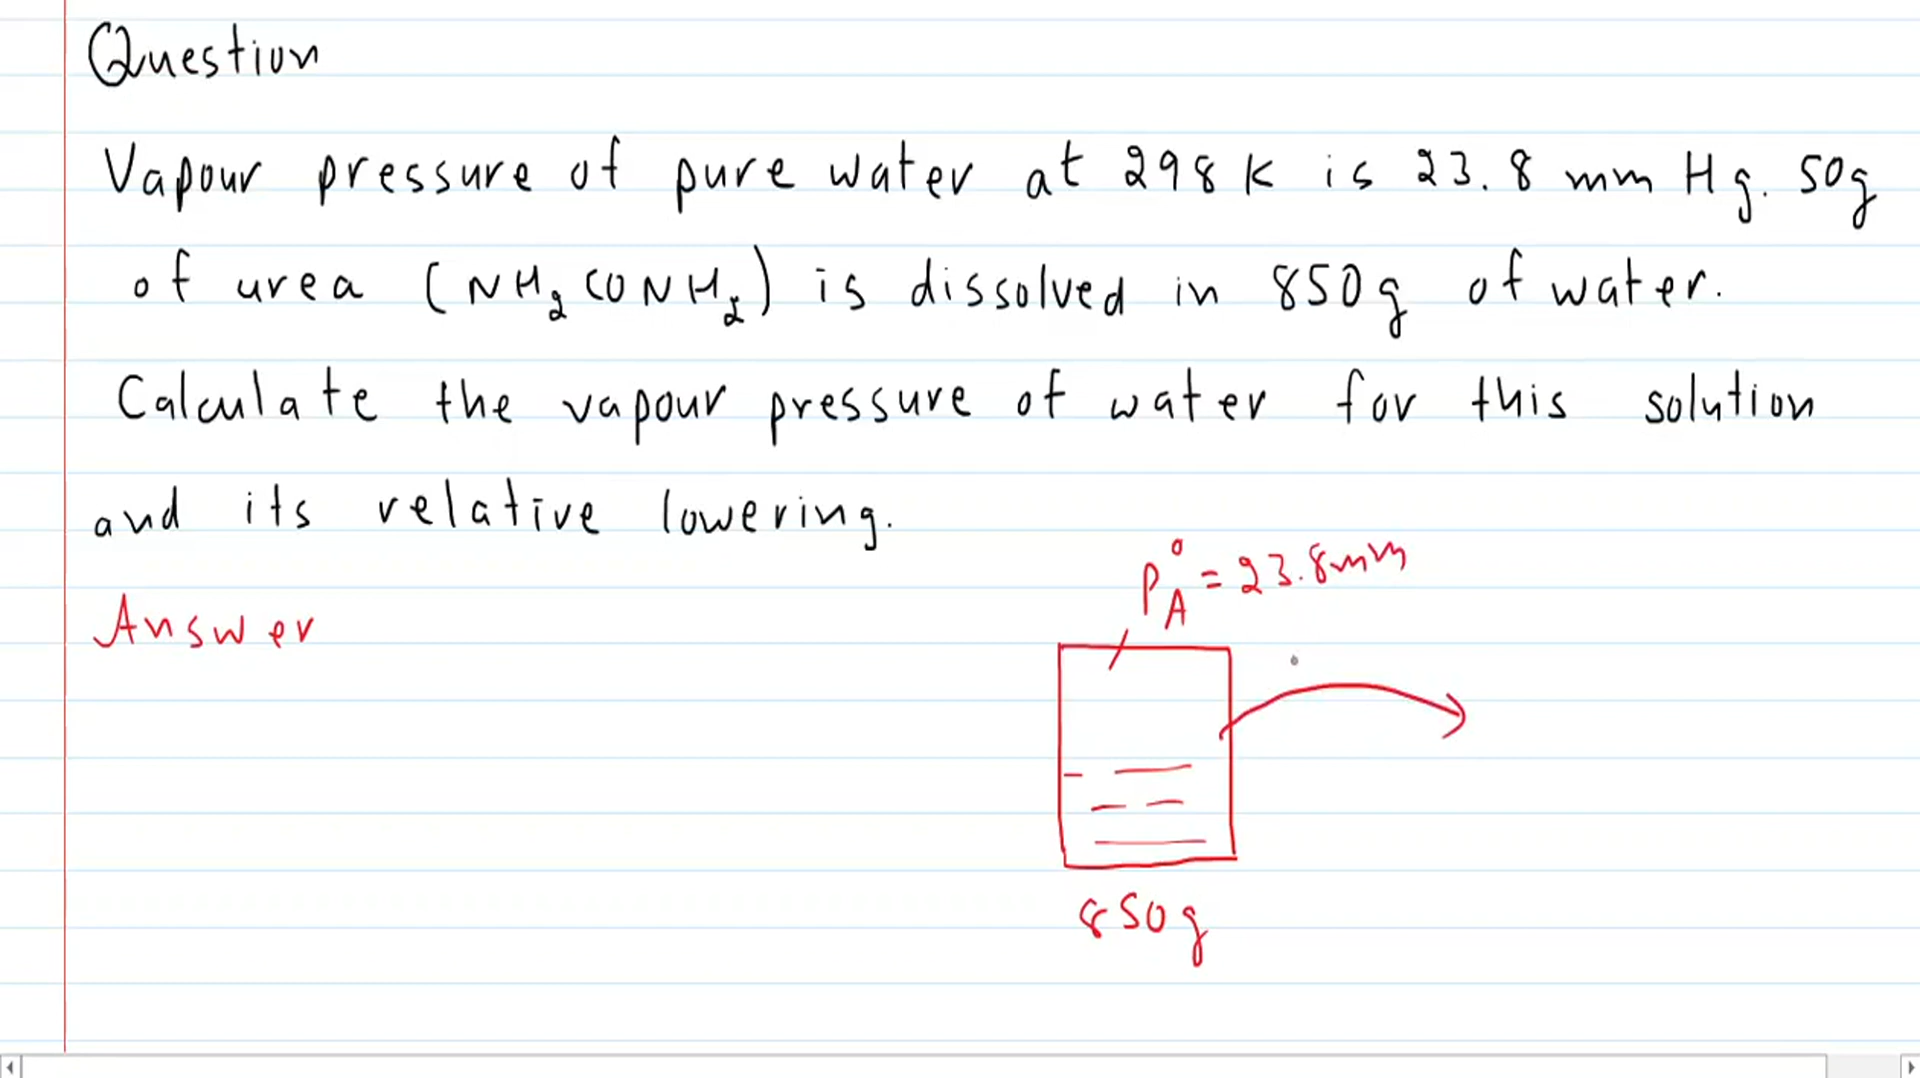 Question
Vapour pressure of pure water at 298 K is 23.8 mm Hg. 50g
of urea (NH₂CONH₂) is dissolved in 850g of water.
Calculate the vapour pressure of water for this solution
and its relative lowering.
P°A = 23.8mm
Answer
850g